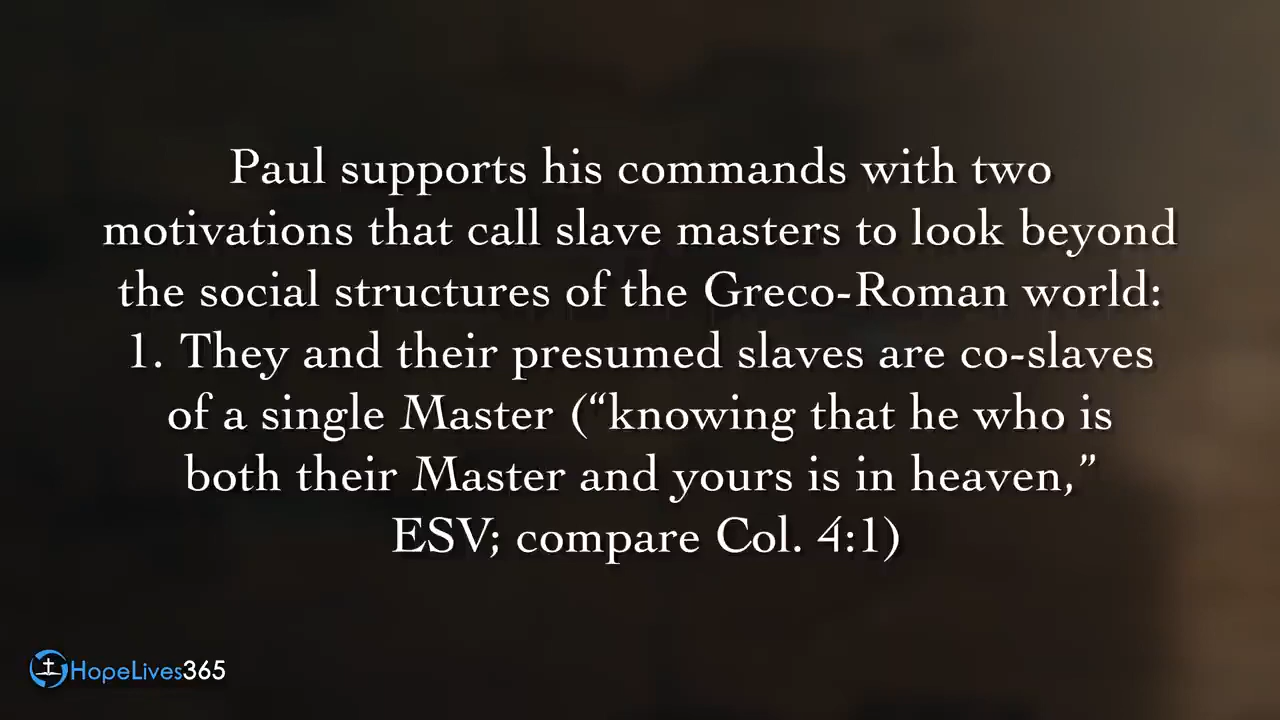 Paul supports his commands with two
motivations that call slave masters to look beyond
the social structures of the Greco-Roman world:
1. They and their presumed slaves are co-slaves
of a single Master (“knowing that he who is
both their Master and yours is in heaven,”
ESV; compare Col. 4:1)
HopeLives365